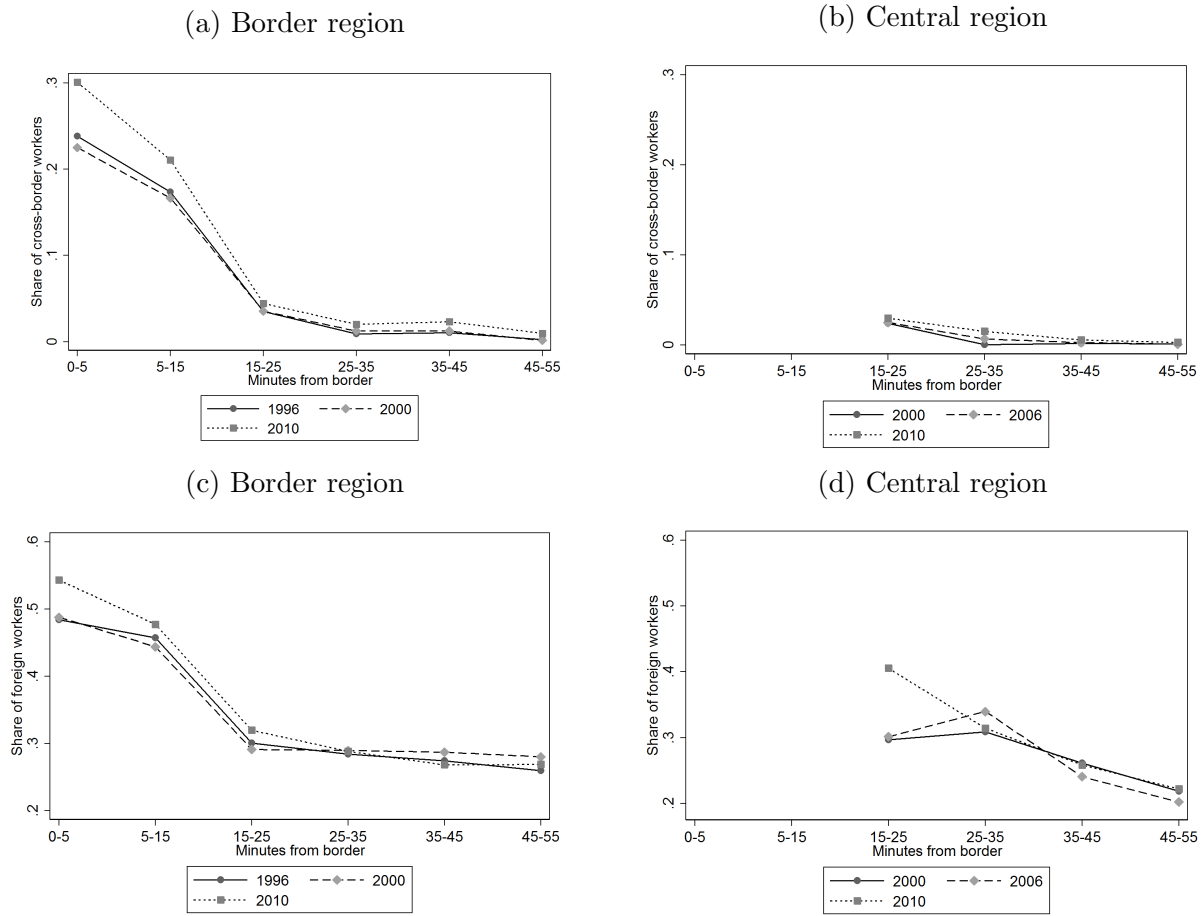 (a) Border region
Share of cross-border workers
.3
.2
.1
0
0-5 5-15 15-25 25-35 35-45 45-55
Minutes from border
1996 2000
2010
(b) Central region
Share of cross-border workers
.3
.2
.1
0
0-5 5-15 15-25 25-35 35-45 45-55
Minutes from border
2000 2006
2010
(c) Border region
Share of foreign workers
.6
.5
.4
.3
.2
0-5 5-15 15-25 25-35 35-45 45-55
Minutes from border
1996 2000
2010
(d) Central region
Share of foreign workers
.6
.5
.4
.3
.2
0-5 5-15 15-25 25-35 35-45 45-55
Minutes from border
2000 2006
2010